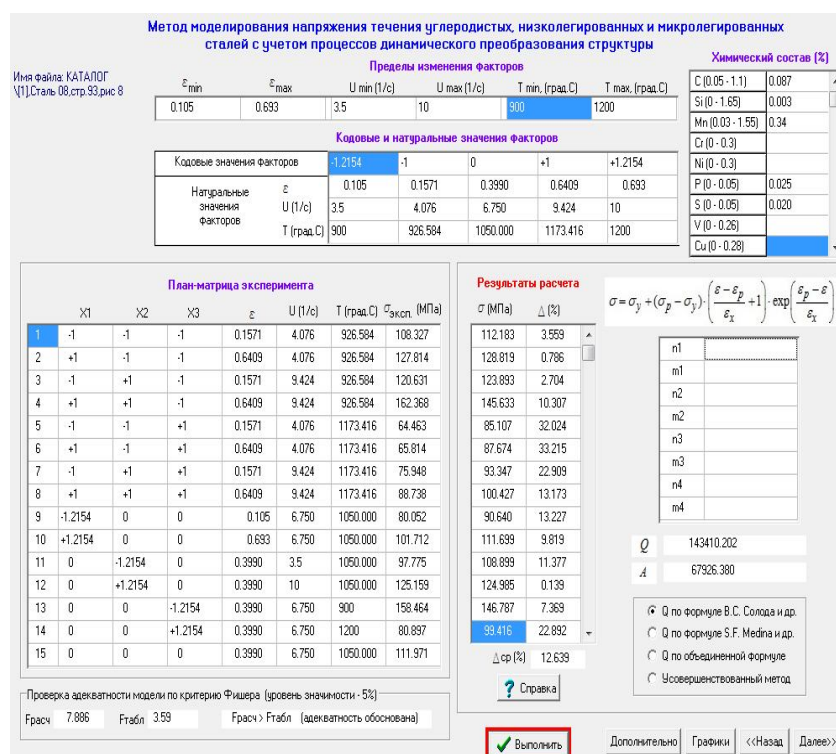 Метод моделирования напряжения течения углеродистых, низколегированных и микролегированных
сталей с учетом процессов динамического преобразования структуры
Имя файла: КАТАЛОГ
\[1],Сталь 08,стр.93,рис 8
Пределы изменения факторов
εmin εmax U min (1/c) U max (1/c) T min, (град.С) T max, (град.С)
0.105 0.693 3.5 10 900 1200
Химический состав (%)
C (0.05 - 1.1) 0.087
Si (0 - 1.65) 0.003
Mn (0.03 - 1.55) 0.34
Cr (0 - 0.3)
Ni (0 - 0.3)
P (0 - 0.05) 0.025
S (0 - 0.05) 0.020
V (0 - 0.26)
Cu (0 - 0.28)
Кодовые и натуральные значения факторов
Кодовые значения факторов -1.2154 -1 0 +1 +1.2154
Натуральные значения факторов
ε 0.105 0.1571 0.3990 0.6409 0.693
U (1/c) 3.5 4.076 6.750 9.424 10
T (град.С) 900 926.584 1050.000 1173.416 1200
План-матрица эксперимента
X1 X2 X3 ε U (1/c) T (град.С) σэксп. (МПа)
1 -1 -1 -1 0.1571 4.076 926.584 108.327
2 +1 -1 -1 0.6409 4.076 926.584 127.814
3 -1 +1 -1 0.1571 9.424 926.584 120.631
4 +1 +1 -1 0.6409 9.424 926.584 162.368
5 -1 -1 +1 0.1571 4.076 1173.416 64.463
6 +1 -1 +1 0.6409 4.076 1173.416 65.814
7 -1 +1 +1 0.1571 9.424 1173.416 75.948
8 +1 +1 +1 0.6409 9.424 1173.416 88.738
9 -1.2154 0 0 0.105 6.750 1050.000 80.052
10 +1.2154 0 0 0.693 6.750 1050.000 101.712
11 0 -1.2154 0 0.3990 3.5 1050.000 97.775
12 0 +1.2154 0 0.3990 10 1050.000 125.159
13 0 0 -1.2154 0.3990 6.750 900 158.464
14 0 0 +1.2154 0.3990 6.750 1200 80.897
15 0 0 0 0.3990 6.750 1050.000 111.971
Результаты расчета
σ (МПа) Δ (%)
112.183 3.559
128.819 0.786
123.893 2.704
145.633 10.307
85.107 32.024
87.674 33.215
93.347 22.909
100.427 13.173
90.640 13.227
111.699 9.819
108.899 11.377
124.985 0.139
146.787 7.369
99.416 22.892
Δср (%) 12.639
? Справка
σ = σy + (σp − σy)·((ε − εp)/εx + 1)·exp((εp − ε)/εx)
n1
m1
n2
m2
n3
m3
n4
m4
Q 143410.202
A 67926.380
Q по формуле В.С. Солода и др.
Q по формуле S.F. Medina и др.
Q по объединенной формуле
Усовершенствованный метод
Проверка адекватности модели по критерию Фишера (уровень значимости - 5%)
Fрасч 7.886 Fтабл 3.59 Fрасч > Fтабл (адекватность обоснована)
Выполнить Дополнительно Графики <<Назад Далее>>